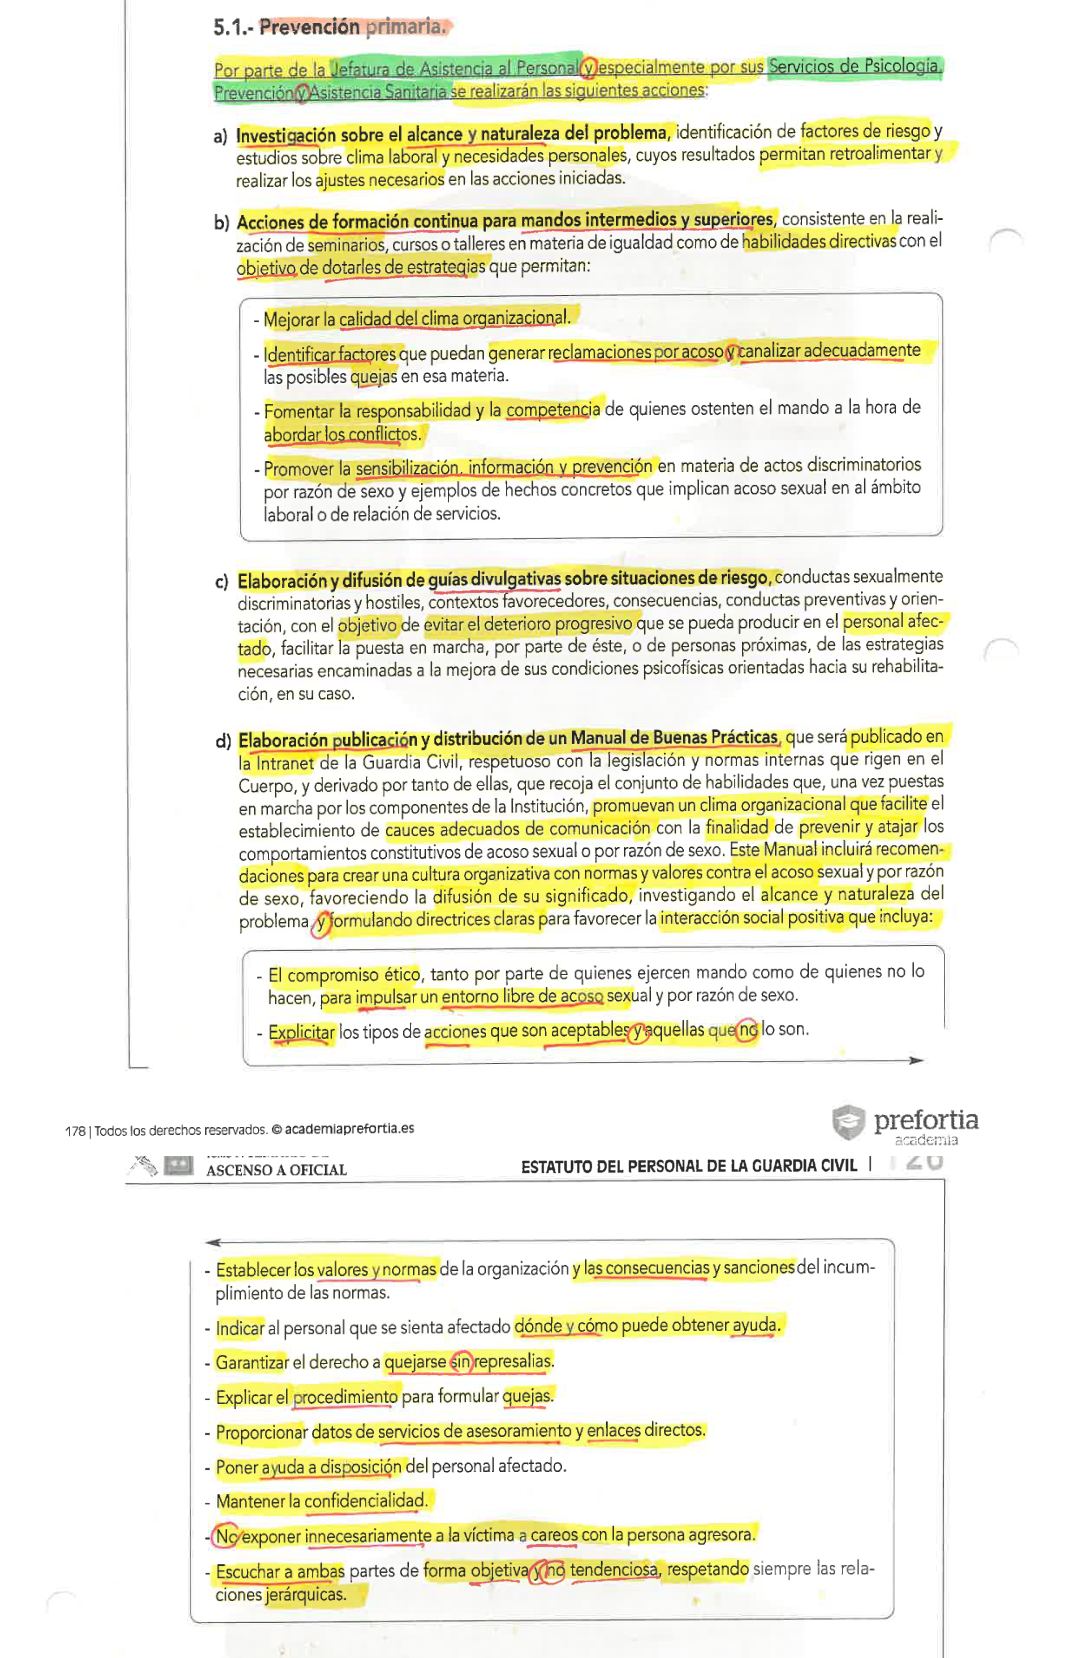 5.1.- Prevención primaria.
Por parte de la Jefatura de Asistencia al Personal y especialmente por sus Servicios de Psicología,
Prevención y Asistencia Sanitaria se realizarán las siguientes acciones:
a) Investigación sobre el alcance y naturaleza del problema, identificación de factores de riesgo y
estudios sobre clima laboral y necesidades personales, cuyos resultados permitan retroalimentar y
realizar los ajustes necesarios en las acciones iniciadas.
b) Acciones de formación continua para mandos intermedios y superiores, consistente en la reali-
zación de seminarios, cursos o talleres en materia de igualdad como de habilidades directivas con el
objetivo de dotarles de estrategias que permitan:
- Mejorar la calidad del clima organizacional.
- Identificar factores que puedan generar reclamaciones por acoso y canalizar adecuadamente
las posibles quejas en esa materia.
- Fomentar la responsabilidad y la competencia de quienes ostenten el mando a la hora de
abordar los conflictos.
- Promover la sensibilización, información y prevención en materia de actos discriminatorios
por razón de sexo y ejemplos de hechos concretos que implican acoso sexual en al ámbito
laboral o de relación de servicios.
c) Elaboración y difusión de guías divulgativas sobre situaciones de riesgo, conductas sexualmente
discriminatorias y hostiles, contextos favorecedores, consecuencias, conductas preventivas y orien-
tación, con el objetivo de evitar el deterioro progresivo que se pueda producir en el personal afec-
tado, facilitar la puesta en marcha, por parte de éste, o de personas próximas, de las estrategias
necesarias encaminadas a la mejora de sus condiciones psicofísicas orientadas hacia su rehabilita-
ción, en su caso.
d) Elaboración publicación y distribución de un Manual de Buenas Prácticas, que será publicado en
la Intranet de la Guardia Civil, respetuoso con la legislación y normas internas que rigen en el
Cuerpo, y derivado por tanto de ellas, que recoja el conjunto de habilidades que, una vez puestas
en marcha por los componentes de la Institución, promuevan un clima organizacional que facilite el
establecimiento de cauces adecuados de comunicación con la finalidad de prevenir y atajar los
comportamientos constitutivos de acoso sexual o por razón de sexo. Este Manual incluirá recomen-
daciones para crear una cultura organizativa con normas y valores contra el acoso sexual y por razón
de sexo, favoreciendo la difusión de su significado, investigando el alcance y naturaleza del
problema y formulando directrices claras para favorecer la interacción social positiva que incluya:
- El compromiso ético, tanto por parte de quienes ejercen mando como de quienes no lo
hacen, para impulsar un entorno libre de acoso sexual y por razón de sexo.
- Explicitar los tipos de acciones que son aceptables y aquellas que no lo son.
178 | Todos los derechos reservados. © academiaprefortia.es
prefortia
academia
ASCENSO A OFICIAL
ESTATUTO DEL PERSONAL DE LA GUARDIA CIVIL |
- Establecer los valores y normas de la organización y las consecuencias y sanciones del incum-
plimiento de las normas.
- Indicar al personal que se sienta afectado dónde y cómo puede obtener ayuda.
- Garantizar el derecho a quejarse sin represalias.
- Explicar el procedimiento para formular quejas.
- Proporcionar datos de servicios de asesoramiento y enlaces directos.
- Poner ayuda a disposición del personal afectado.
- Mantener la confidencialidad.
- No exponer innecesariamente a la víctima a careos con la persona agresora.
- Escuchar a ambas partes de forma objetiva y no tendenciosa, respetando siempre las rela-
ciones jerárquicas.